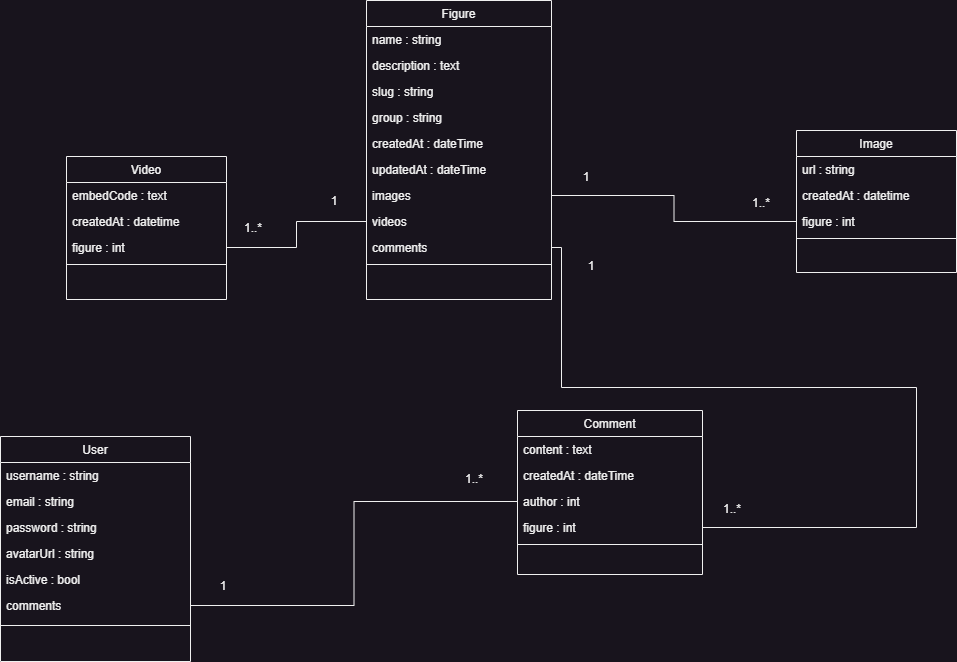 Figure
name : string
description : text
slug : string
group : string
createdAt : dateTime
updatedAt : dateTime
images
videos
comments
Video
embedCode : text
createdAt : datetime
figure : int
1..*
1
1
1..*
Image
url : string
createdAt : datetime
figure : int
1
User
username : string
email : string
password : string
avatarUrl : string
isActive : bool
comments
1
1..*
Comment
content : text
createdAt : dateTime
author : int
figure : int
1..*